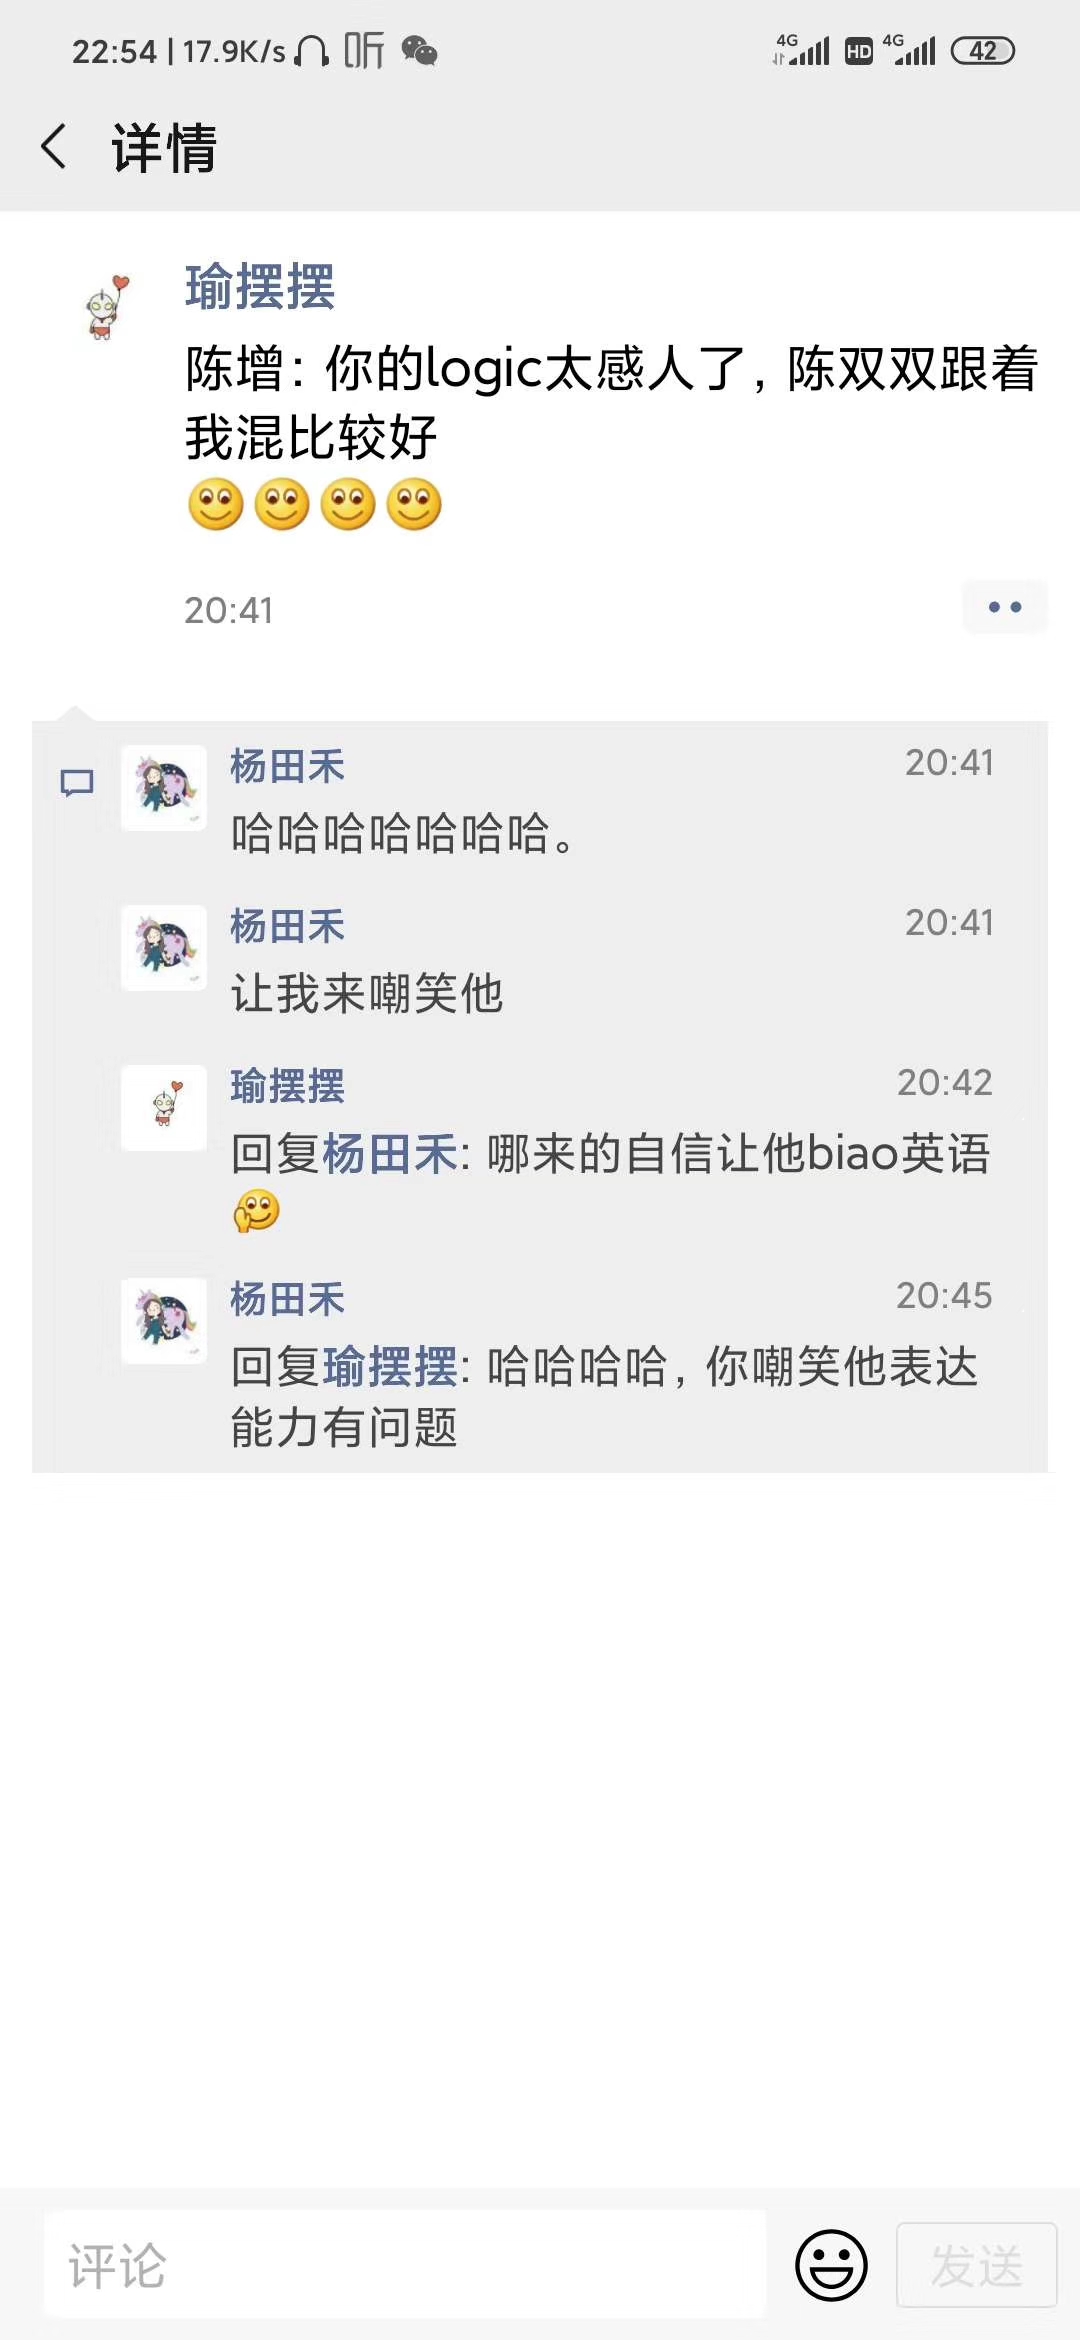 22:54 | 17.9K/s 听 4G HD 4G 42
详情
瑜摆摆
陈增：你的logic太感人了，陈双双跟着
我混比较好
20:41
杨田禾 20:41
哈哈哈哈哈哈哈。
杨田禾 20:41
让我来嘲笑他
瑜摆摆 20:42
回复杨田禾: 哪来的自信让他biao英语
杨田禾 20:45
回复瑜摆摆: 哈哈哈哈，你嘲笑他表达
能力有问题
评论 发送